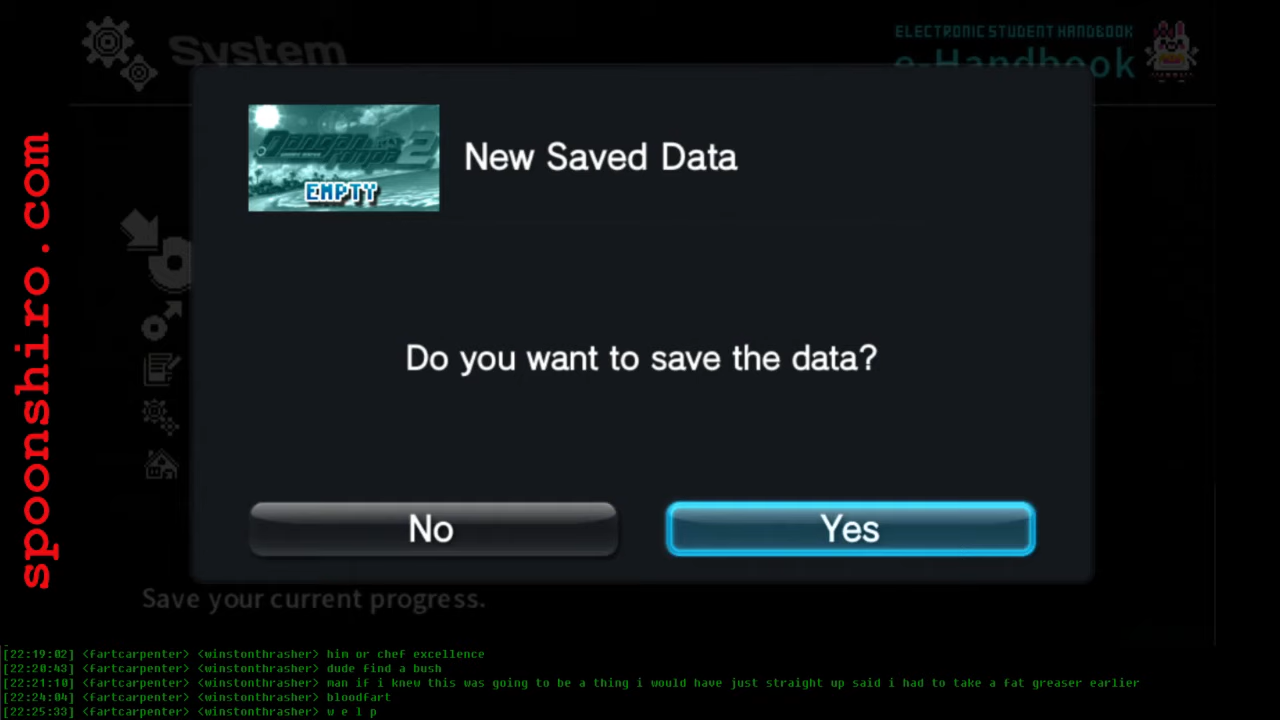 System
ELECTRONIC STUDENT HANDBOOK
e-Handbook
Danganronpa 2
EMPTY
New Saved Data
Do you want to save the data?
No
Yes
Save your current progress.
spoonshiro.com
[22:19:02] <fartcarpenter> <winstonthrasher> him or chef excellence
[22:20:43] <fartcarpenter> <winstonthrasher> dude find a bush
[22:21:10] <fartcarpenter> <winstonthrasher> man if i knew this was going to be a thing i would have just straight up said i had to take a fat greaser earlier
[22:24:04] <fartcarpenter> <winstonthrasher> bloodfart
[22:25:33] <fartcarpenter> <winstonthrasher> w e l p